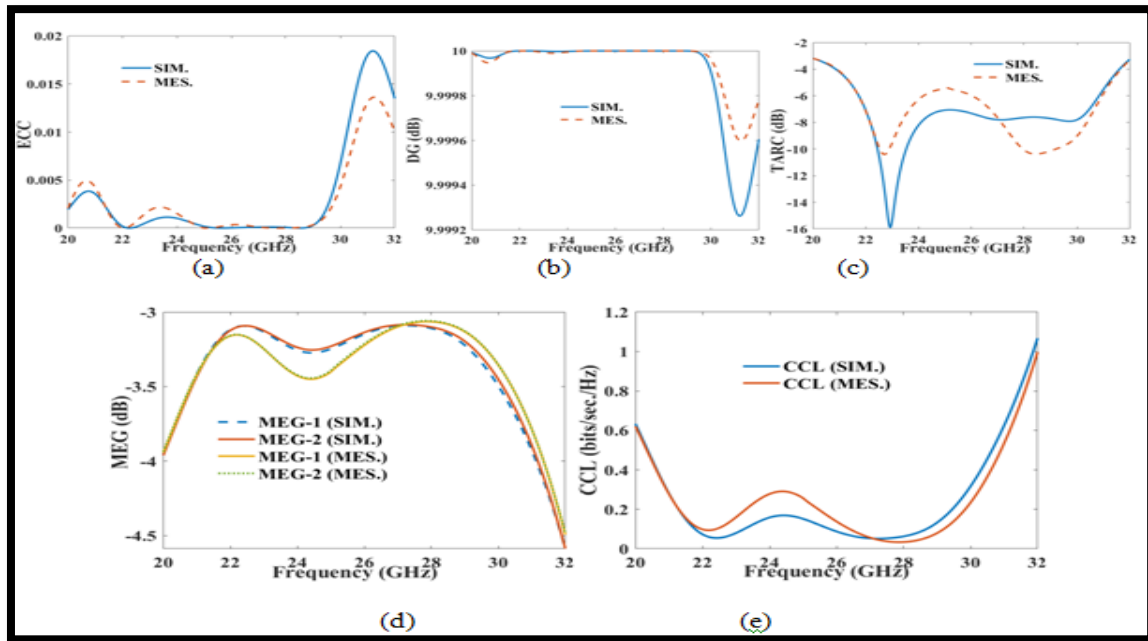 0.02
0.015
0.01
0.005
0
ECC
SIM.
MES.
20 22 24 26 28 30 32
Frequency (GHz)
(a)
10
9.9998
9.9996
9.9994
9.9992
DG (dB)
SIM.
MES.
20 22 24 26 28 30 32
Frequency (GHz)
(b)
-2
-4
-6
-8
-10
-12
-14
-16
TARC (dB)
SIM.
MES.
20 22 24 26 28 30 32
Frequency (GHz)
(c)
-3
-3.5
-4
-4.5
MEG (dB)
MEG-1 (SIM.)
MEG-2 (SIM.)
MEG-1 (MES.)
MEG-2 (MES.)
20 22 24 26 28 30 32
Frequency (GHz)
(d)
1.2
1
0.8
0.6
0.4
0.2
0
CCL (bits/sec./Hz)
CCL (SIM.)
CCL (MES.)
20 22 24 26 28 30 32
Frequency (GHz)
(e)